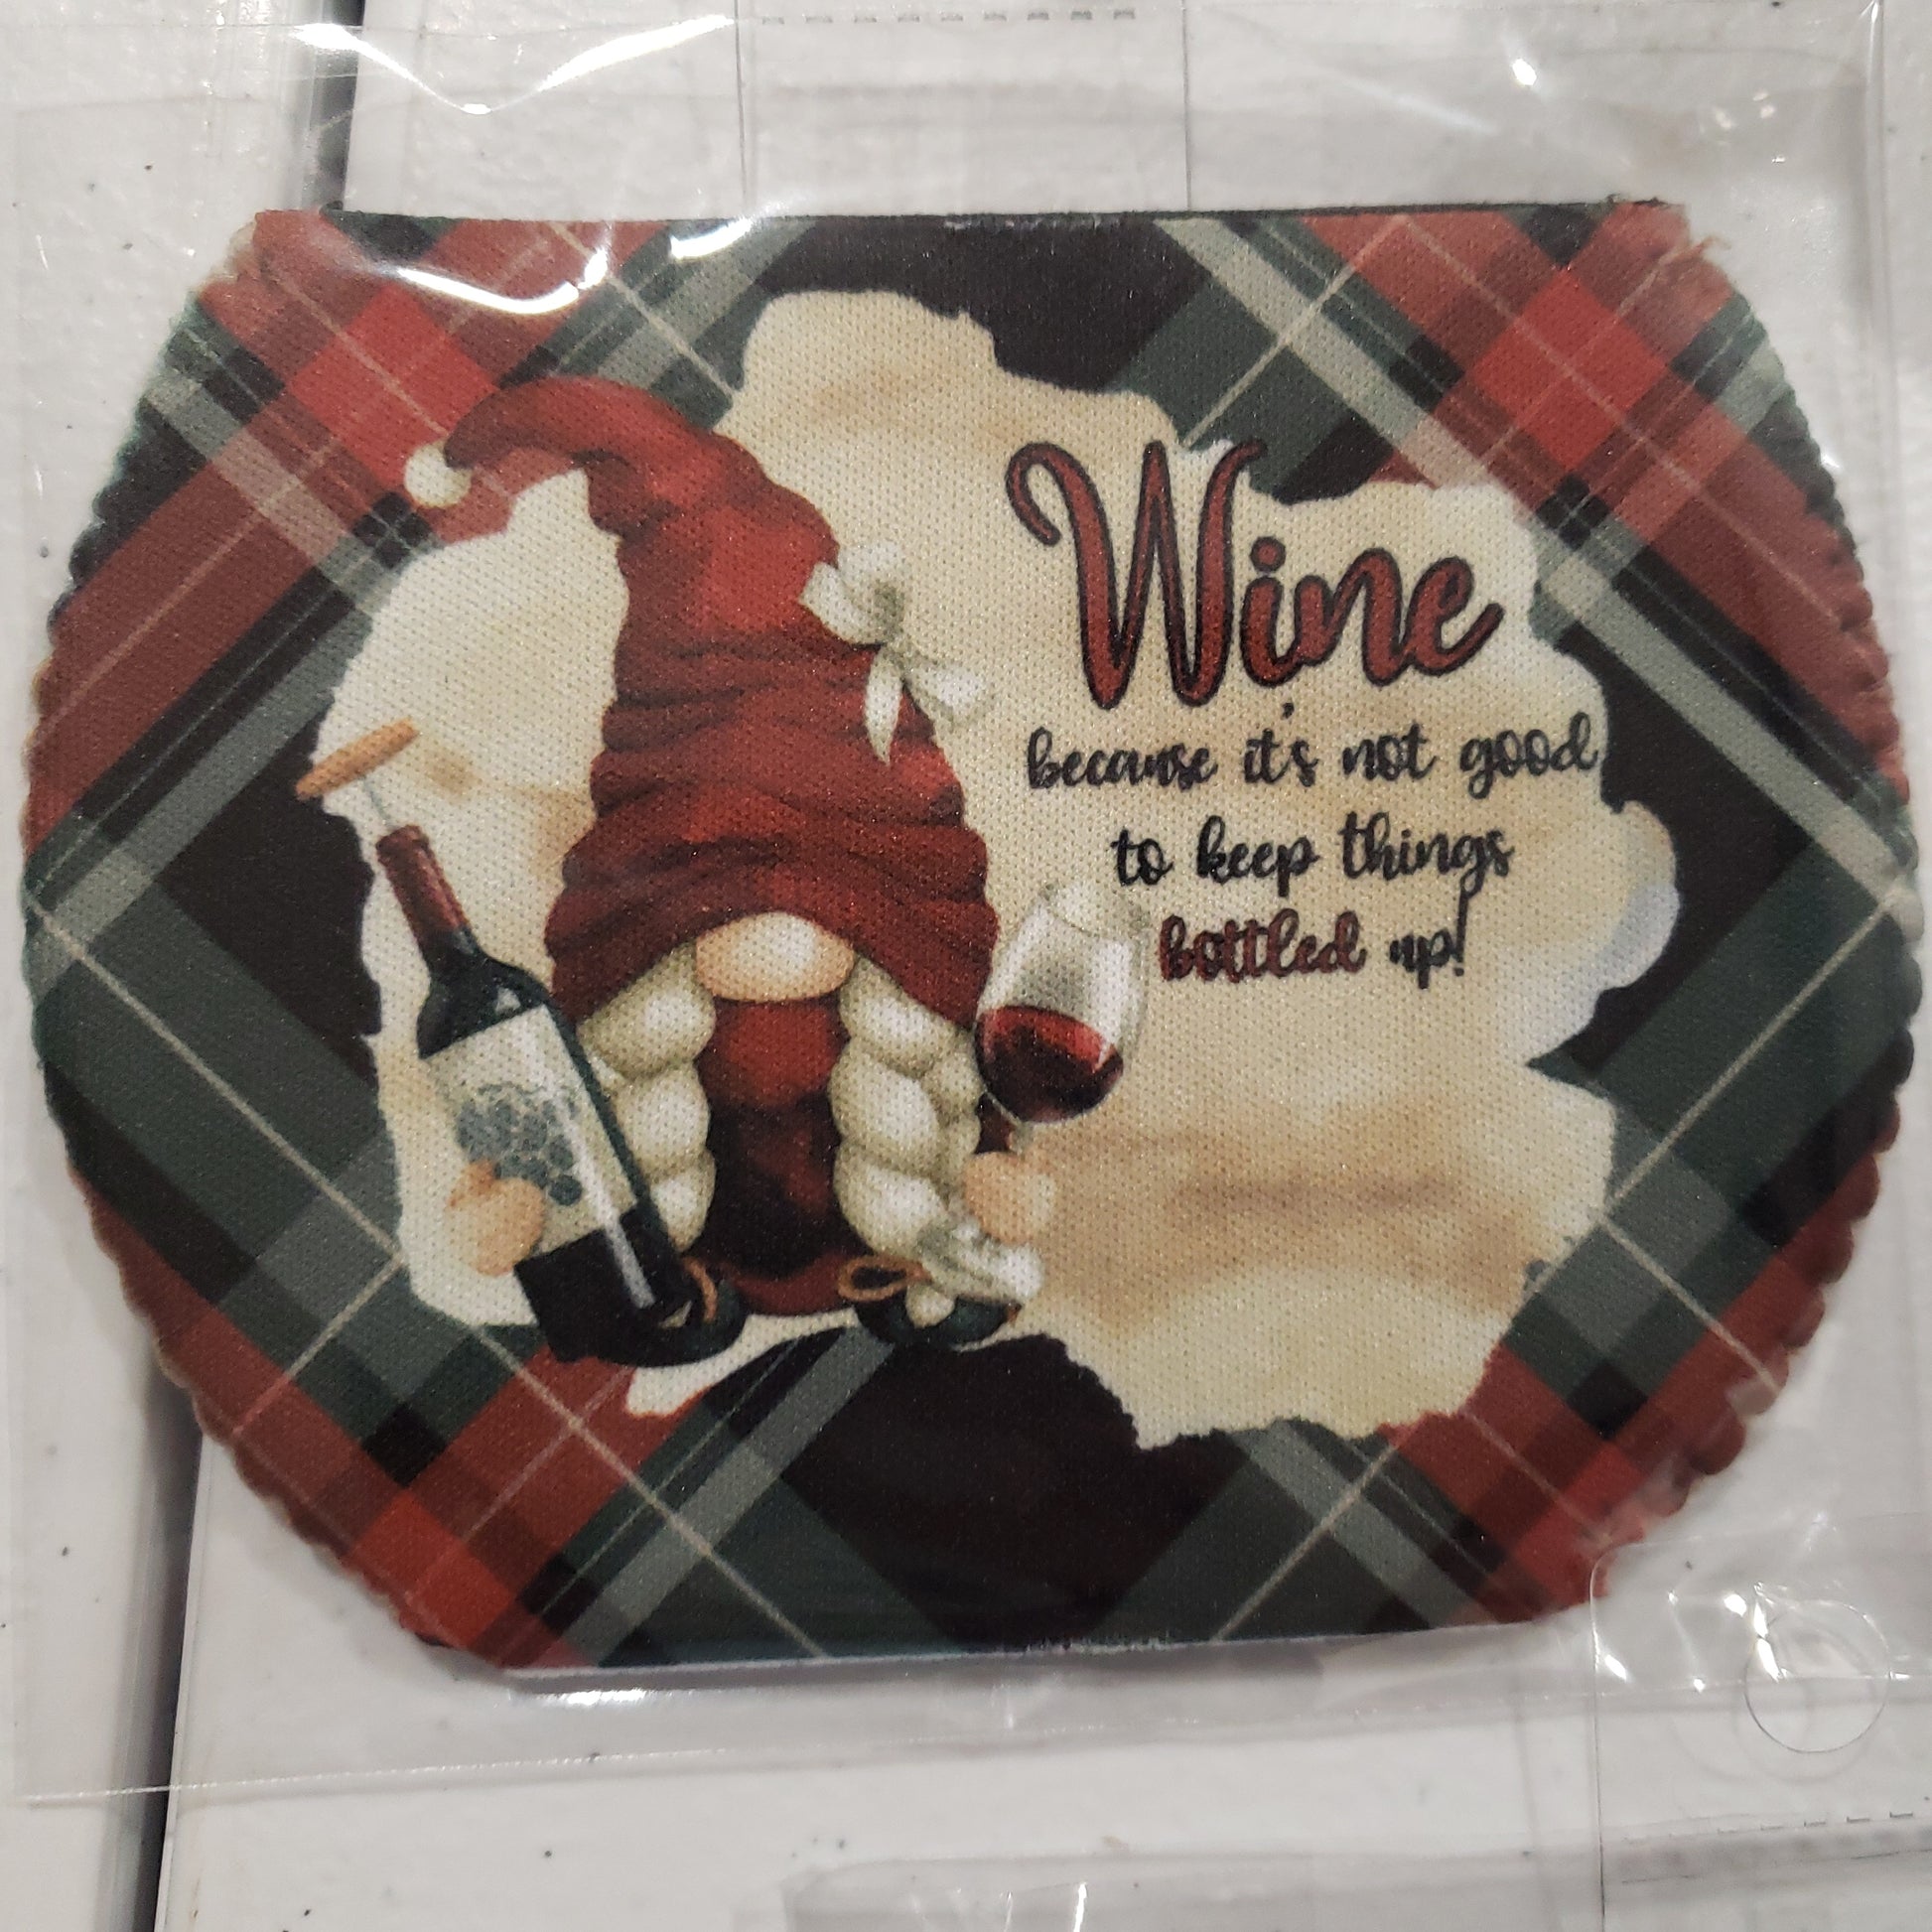 Wine
because it's not good
to keep things
bottled up!